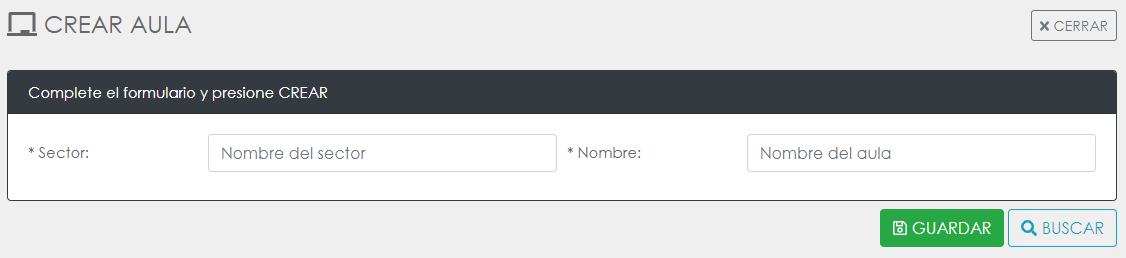 CREAR AULA
CERRAR
Complete el formulario y presione CREAR
* Sector:
Nombre del sector
* Nombre:
Nombre del aula
GUARDAR
BUSCAR